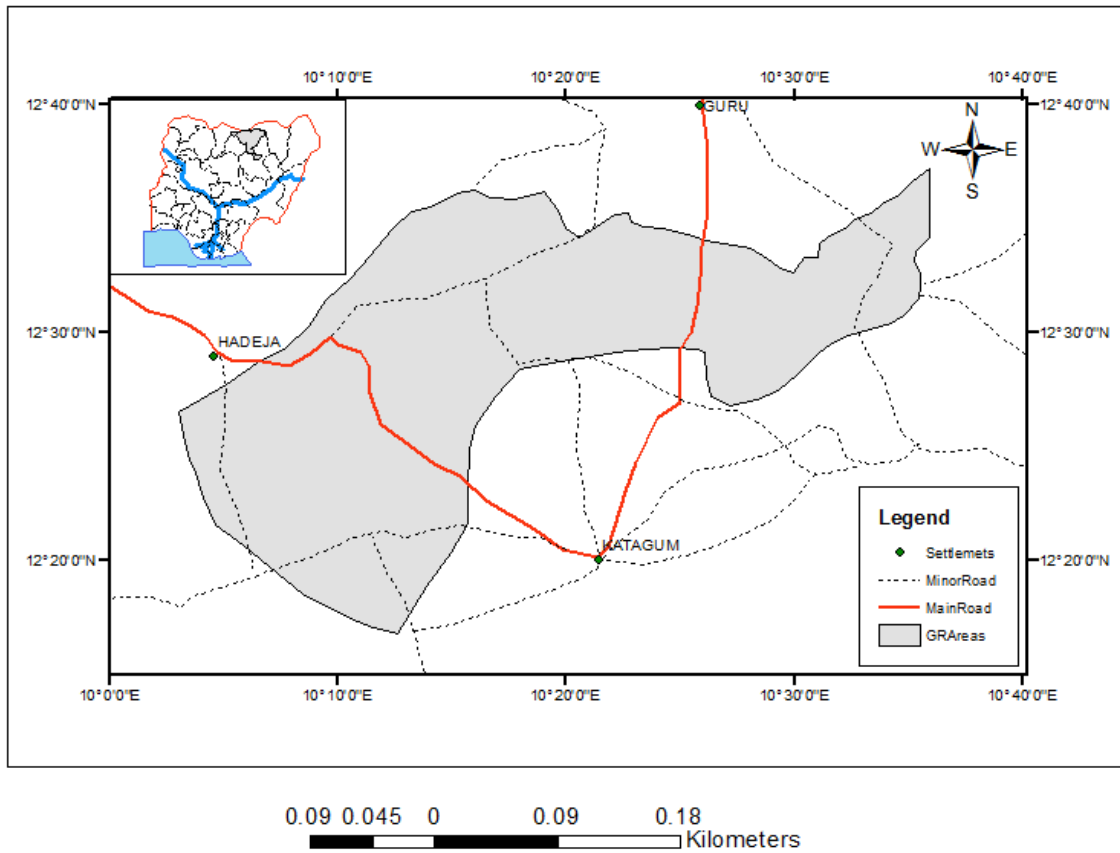 10°10'0"E 10°20'0"E 10°30'0"E 10°40'0"E
12°40'0"N 12°40'0"N
GURU
N
W E
S
12°30'0"N 12°30'0"N
HADEJA
12°20'0"N 12°20'0"N
KATAGUM
Legend
Settlemets
MinorRoad
MainRoad
GRAreas
10°0'0"E 10°10'0"E 10°20'0"E 10°30'0"E 10°40'0"E
0.09 0.045 0 0.09 0.18
Kilometers